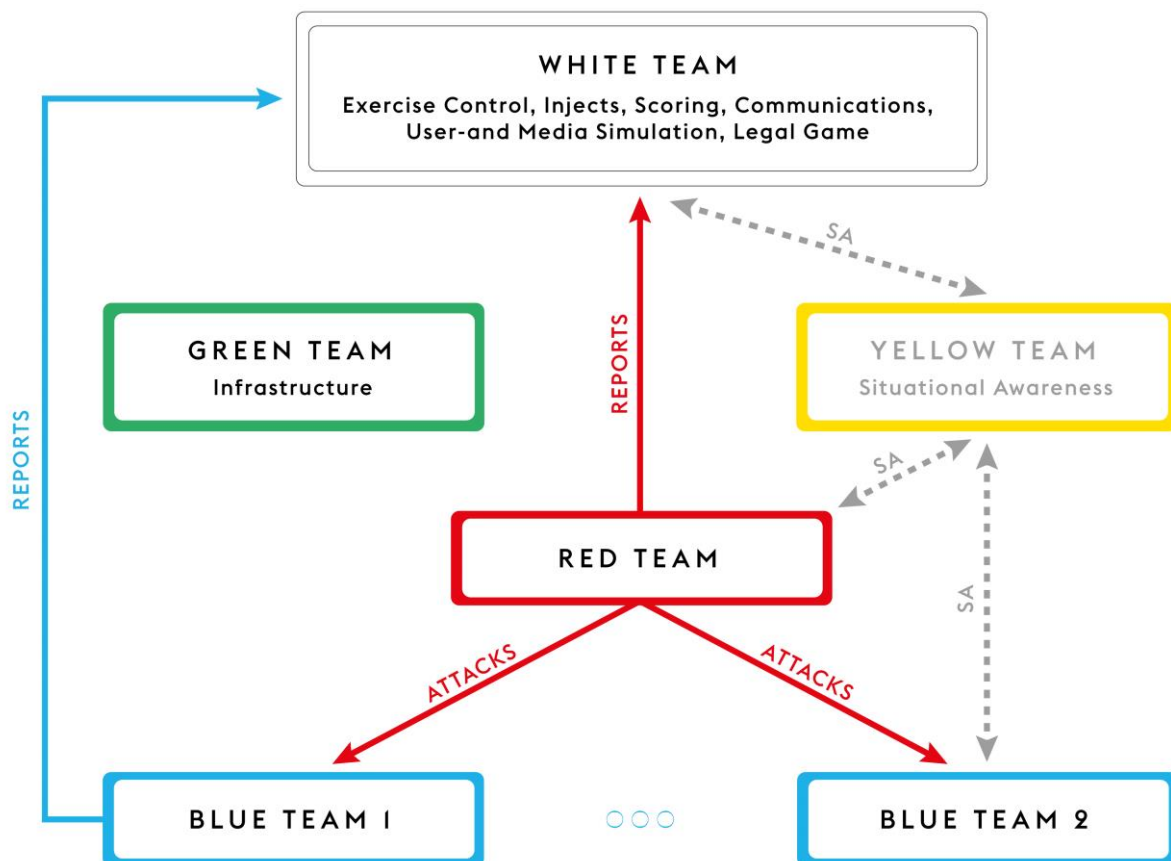 WHITE TEAM
Exercise Control, Injects, Scoring, Communications,
User-and Media Simulation, Legal Game
SA
GREEN TEAM
Infrastructure
REPORTS
YELLOW TEAM
Situational Awareness
REPORTS
SA
RED TEAM
SA
ATTACKS
ATTACKS
BLUE TEAM 1
BLUE TEAM 2